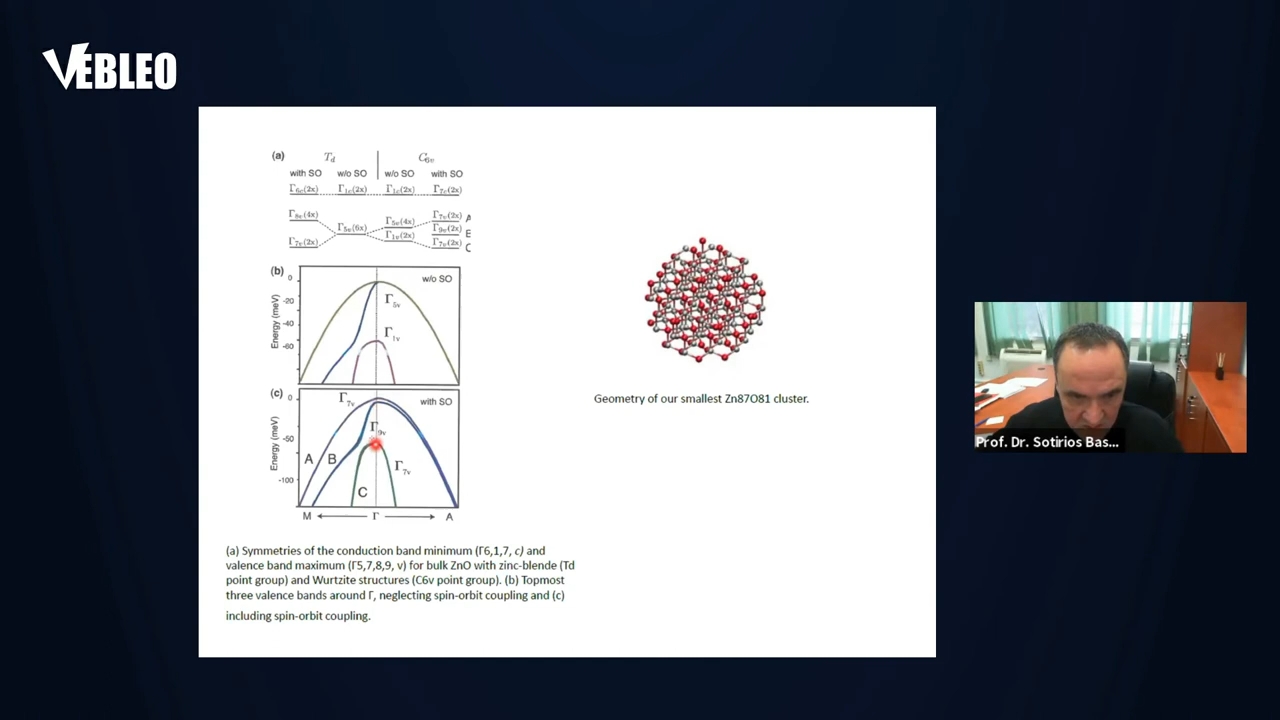 VEBLEO
(a)
Td
C6v
with SO w/o SO w/o SO with SO
Γ6c(2x) Γ1c(2x) Γ1c(2x) Γ7c(2x)
Γ8v(4x)
Γ7v(2x)
Γ5v(6x)
Γ5v(4x)
Γ1v(2x)
Γ7v(2x) A
Γ9v(2x) B
Γ7v(2x) C
(b)
w/o SO
Energy (meV)
0
-20
-40
-60
Γ5v
Γ1v
(c)
with SO
Energy (meV)
0
-50
-100
Γ7v
Γ9v
Γ7v
A B
C
M Γ A
(a) Symmetries of the conduction band minimum (Γ6,1,7, c) and
valence band maximum (Γ5,7,8,9, v) for bulk ZnO with zinc-blende (Td
point group) and Wurtzite structures (C6v point group). (b) Topmost
three valence bands around Γ, neglecting spin-orbit coupling and (c)
including spin-orbit coupling.
Geometry of our smallest Zn87O81 cluster.
Prof. Dr. Sotirios Bas...